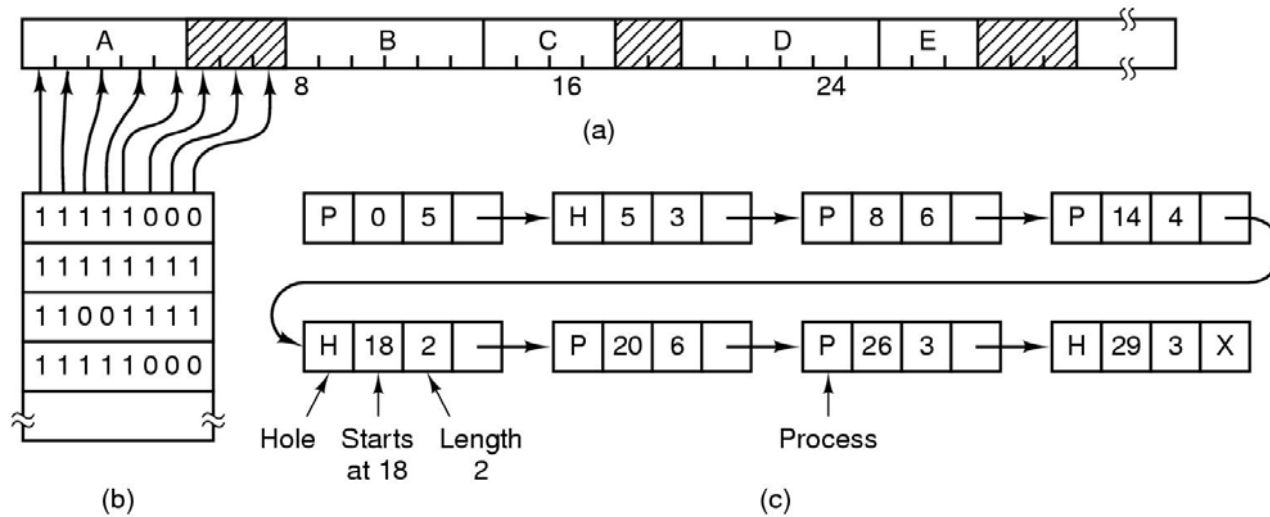 A B C D E
8 16 24
(a)
1 1 1 1 1 0 0 0
1 1 1 1 1 1 1 1
1 1 0 0 1 1 1 1
1 1 1 1 1 0 0 0
(b)
P 0 5 H 5 3 P 8 6 P 14 4
H 18 2 P 20 6 P 26 3 H 29 3 X
Hole Starts Length Process
at 18 2
(c)